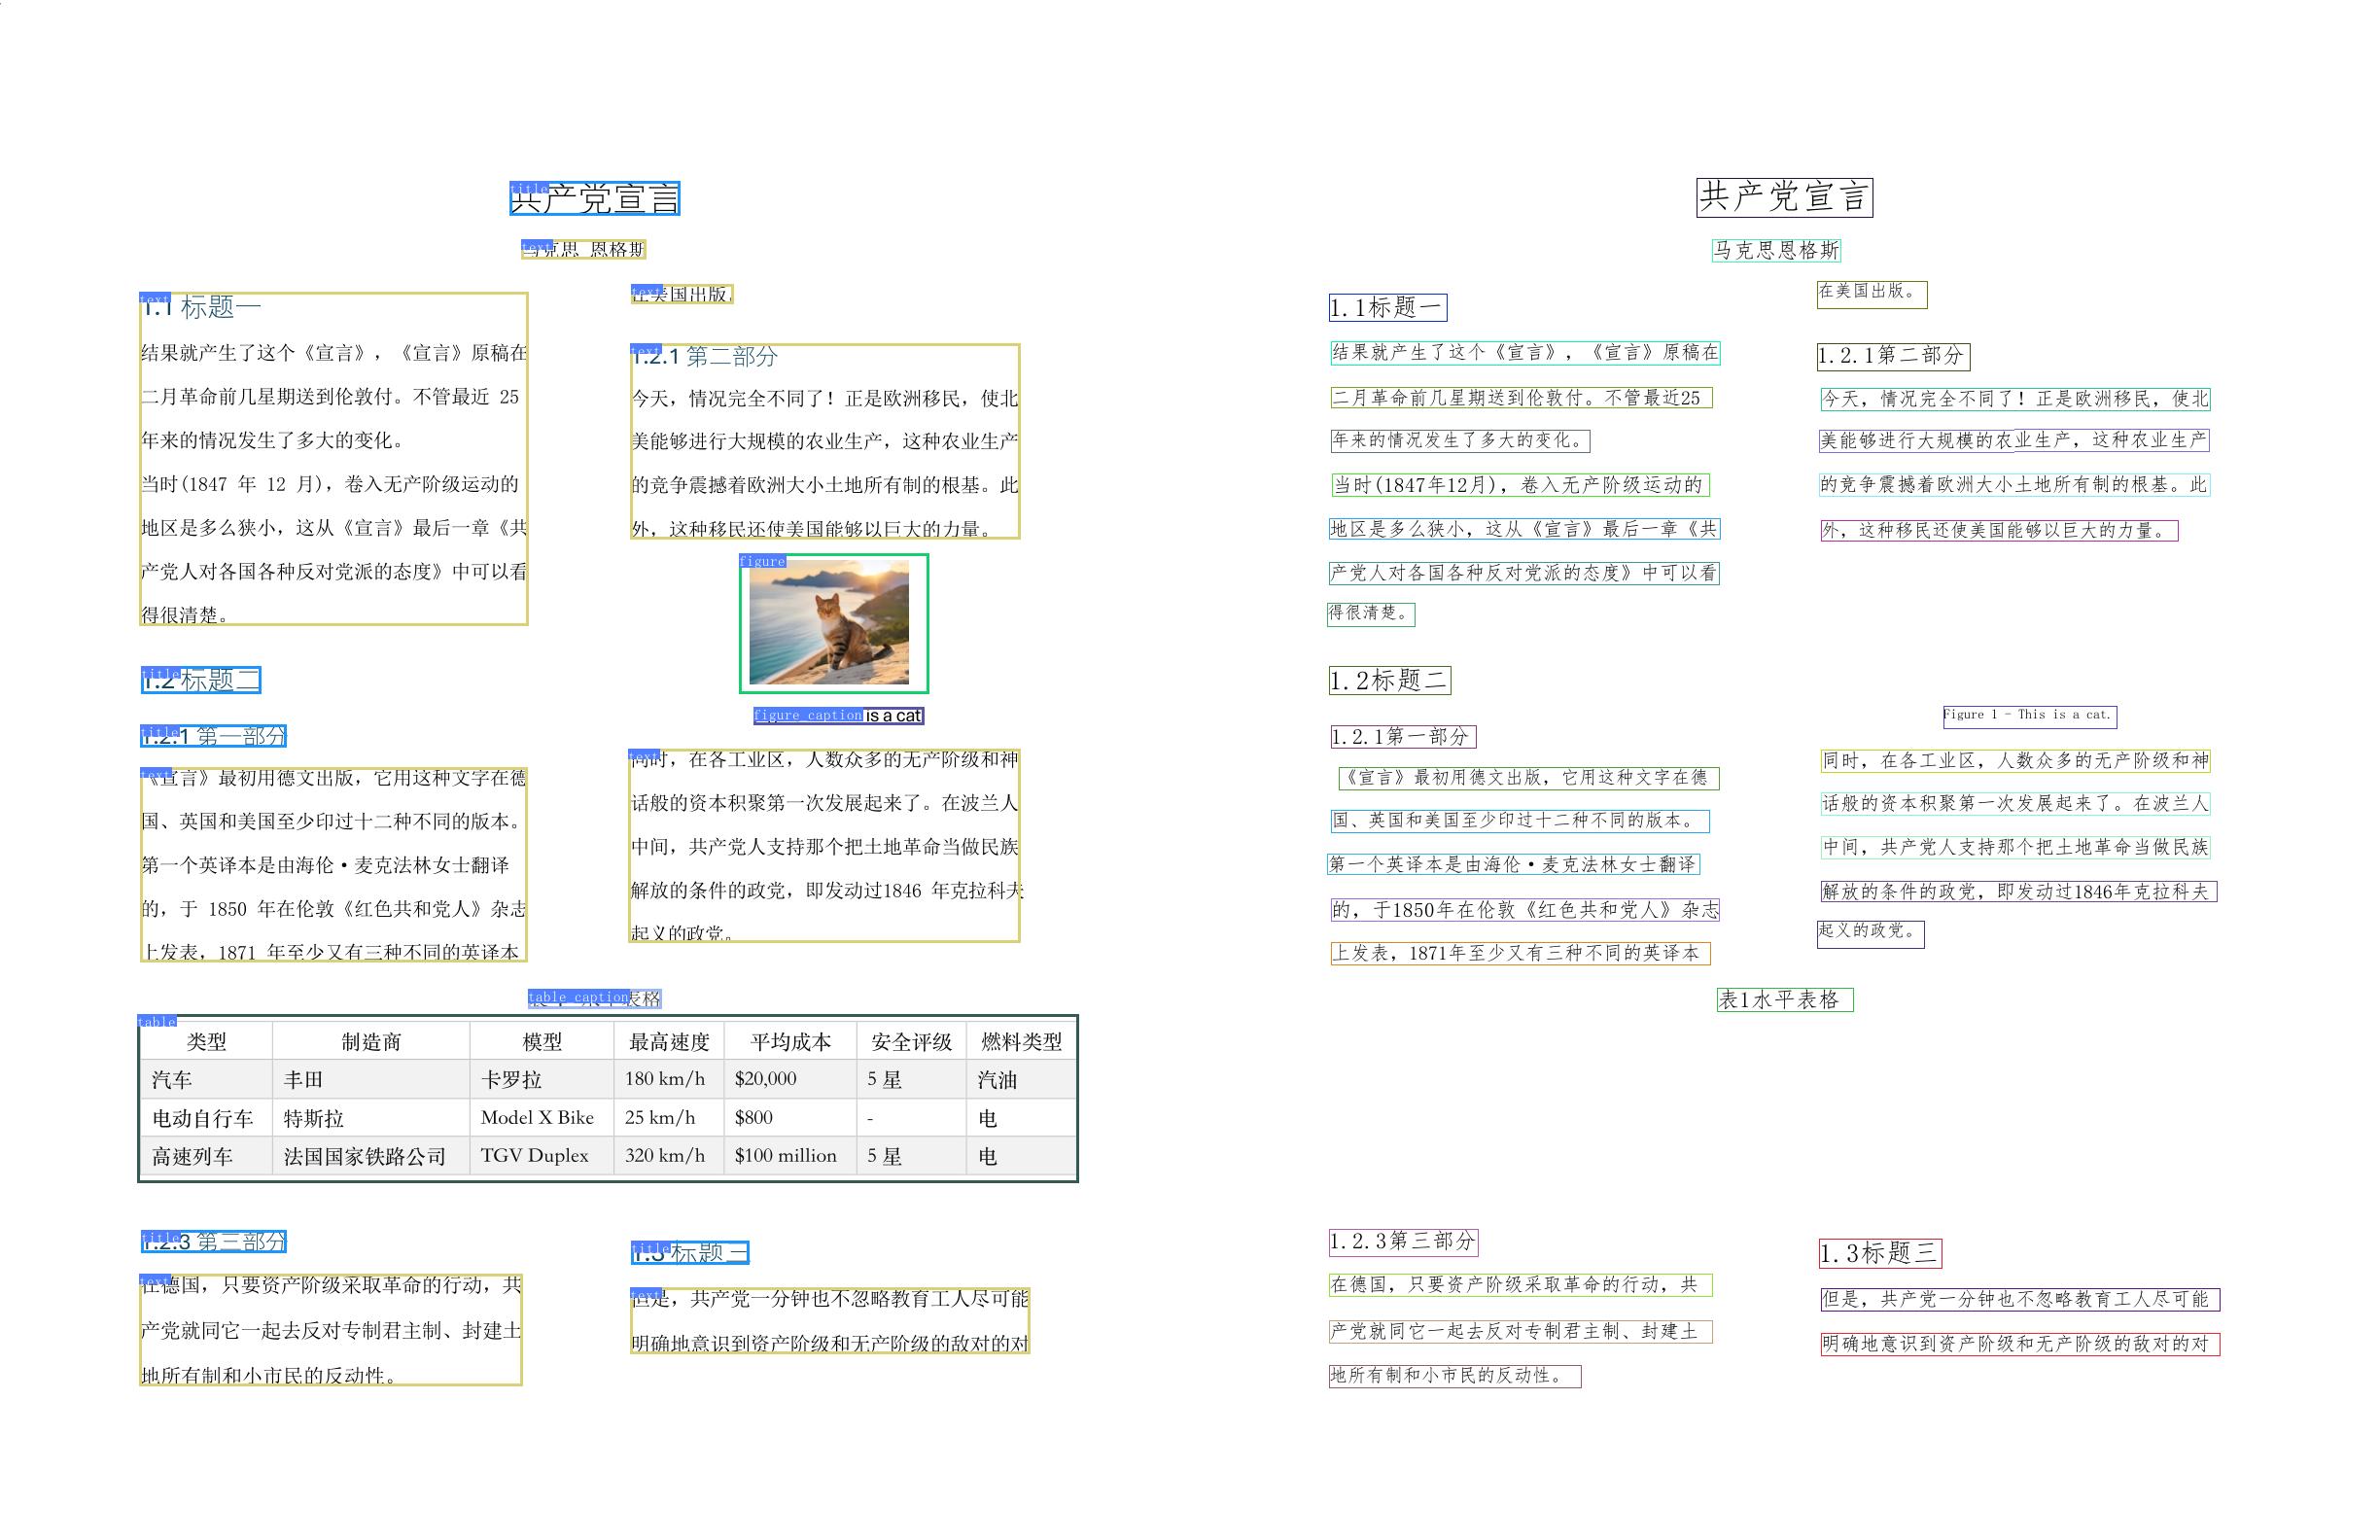 title
共产党宣言
text
马克思 恩格斯
text
1.1 标题一
结果就产生了这个《宣言》，《宣言》原稿在
二月革命前几星期送到伦敦付。不管最近 25
年来的情况发生了多大的变化。
当时(1847 年 12 月)，卷入无产阶级运动的
地区是多么狭小，这从《宣言》最后一章《共
产党人对各国各种反对党派的态度》中可以看
得很清楚。
title
1.2 标题二
title
1.2.1 第一部分
text
《宣言》最初用德文出版，它用这种文字在德
国、英国和美国至少印过十二种不同的版本。
第一个英译本是由海伦·麦克法林女士翻译
的，于 1850 年在伦敦《红色共和党人》杂志
上发表，1871 年至少又有三种不同的英译本
text
在美国出版。
text
1.2.1 第二部分
今天，情况完全不同了！正是欧洲移民，使北
美能够进行大规模的农业生产，这种农业生产
的竞争震撼着欧洲大小土地所有制的根基。此
外，这种移民还使美国能够以巨大的力量。
figure
figure_caption is a cat
text
同时，在各工业区，人数众多的无产阶级和神
话般的资本积聚第一次发展起来了。在波兰人
中间，共产党人支持那个把土地革命当做民族
解放的条件的政党，即发动过1846 年克拉科夫
起义的政党。
table_caption 表格
table
类型 制造商 模型 最高速度 平均成本 安全评级 燃料类型
汽车 丰田 卡罗拉 180 km/h $20,000 5 星 汽油
电动自行车 特斯拉 Model X Bike 25 km/h $800 - 电
高速列车 法国国家铁路公司 TGV Duplex 320 km/h $100 million 5 星 电
title
1.2.3 第三部分
text
在德国，只要资产阶级采取革命的行动，共
产党就同它一起去反对专制君主制、封建土
地所有制和小市民的反动性。
title
1.3 标题三
text
但是，共产党一分钟也不忽略教育工人尽可能
明确地意识到资产阶级和无产阶级的敌对的对
共产党宣言
马克思恩格斯
1.1标题一
结果就产生了这个《宣言》，《宣言》原稿在
二月革命前几星期送到伦敦付。不管最近25
年来的情况发生了多大的变化。
当时(1847年12月)，卷入无产阶级运动的
地区是多么狭小，这从《宣言》最后一章《共
产党人对各国各种反对党派的态度》中可以看
得很清楚。
1.2标题二
1.2.1第一部分
《宣言》最初用德文出版，它用这种文字在德
国、英国和美国至少印过十二种不同的版本。
第一个英译本是由海伦·麦克法林女士翻译
的，于1850年在伦敦《红色共和党人》杂志
上发表，1871年至少又有三种不同的英译本
在美国出版。
1.2.1第二部分
今天，情况完全不同了！正是欧洲移民，使北
美能够进行大规模的农业生产，这种农业生产
的竞争震撼着欧洲大小土地所有制的根基。此
外，这种移民还使美国能够以巨大的力量。
Figure 1 - This is a cat.
同时，在各工业区，人数众多的无产阶级和神
话般的资本积聚第一次发展起来了。在波兰人
中间，共产党人支持那个把土地革命当做民族
解放的条件的政党，即发动过1846年克拉科夫
起义的政党。
表1水平表格
1.2.3第三部分
在德国，只要资产阶级采取革命的行动，共
产党就同它一起去反对专制君主制、封建土
地所有制和小市民的反动性。
1.3标题三
但是，共产党一分钟也不忽略教育工人尽可能
明确地意识到资产阶级和无产阶级的敌对的对